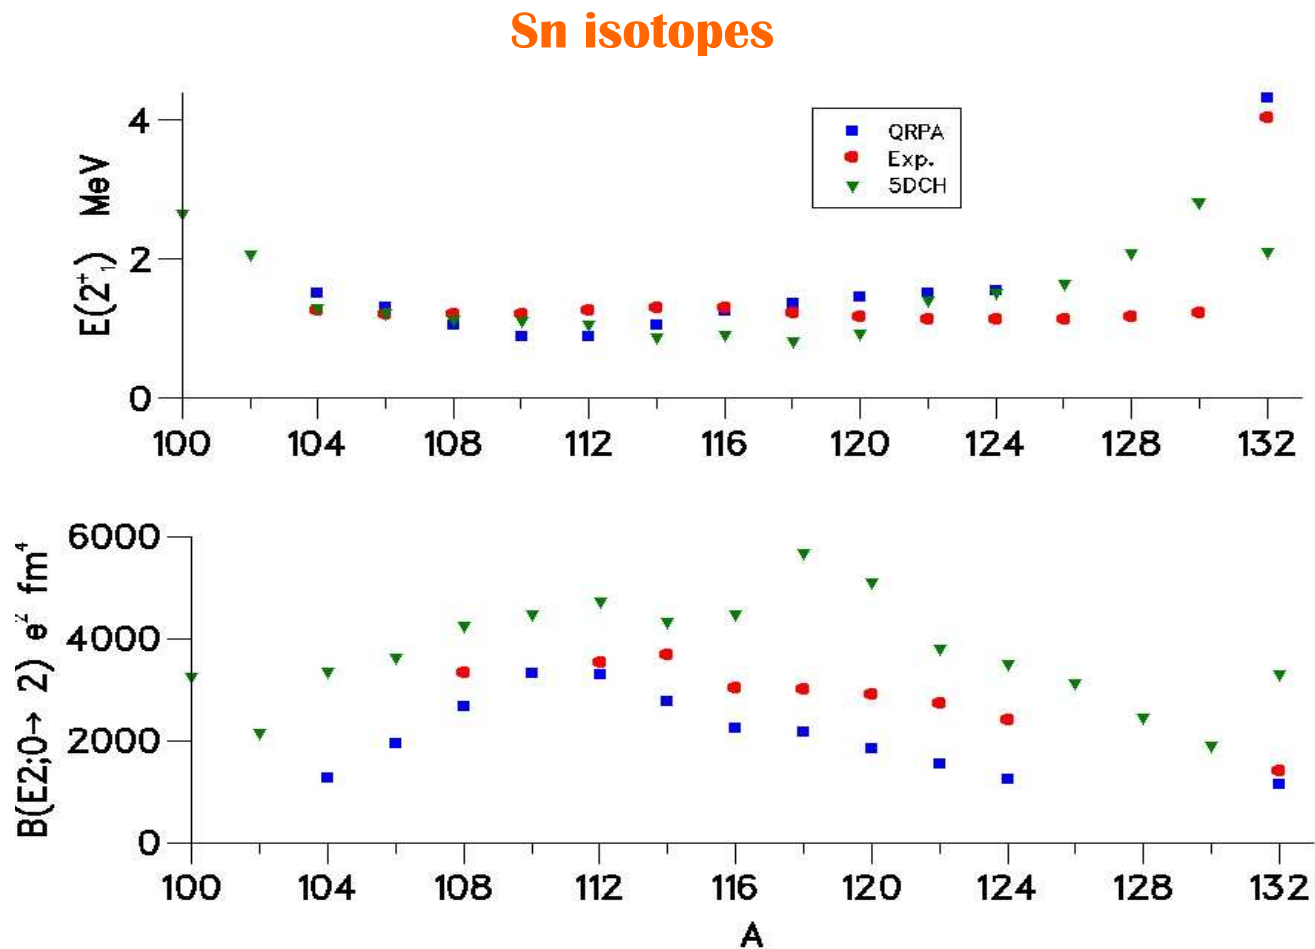 Sn isotopes
E(2⁺₁) MeV
4
2
0
QRPA
Exp.
5DCH
100 104 108 112 116 120 124 128 132
B(E2;0→ 2) e² fm⁴
6000
4000
2000
0
100 104 108 112 116 120 124 128 132
A